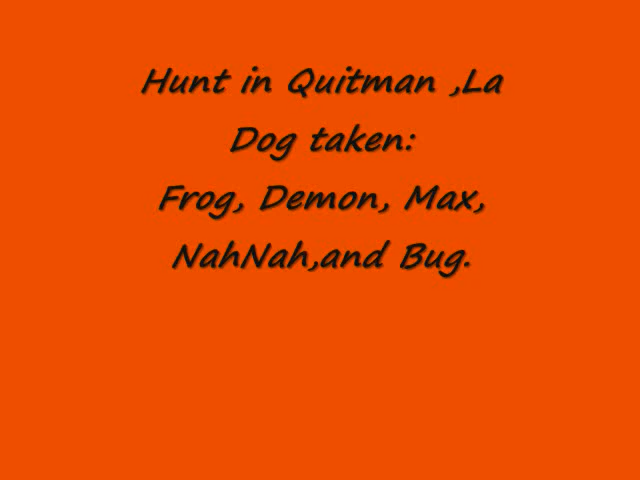 Hunt in Quitman ,La
Dog taken:
Frog, Demon, Max,
NahNah,and Bug.